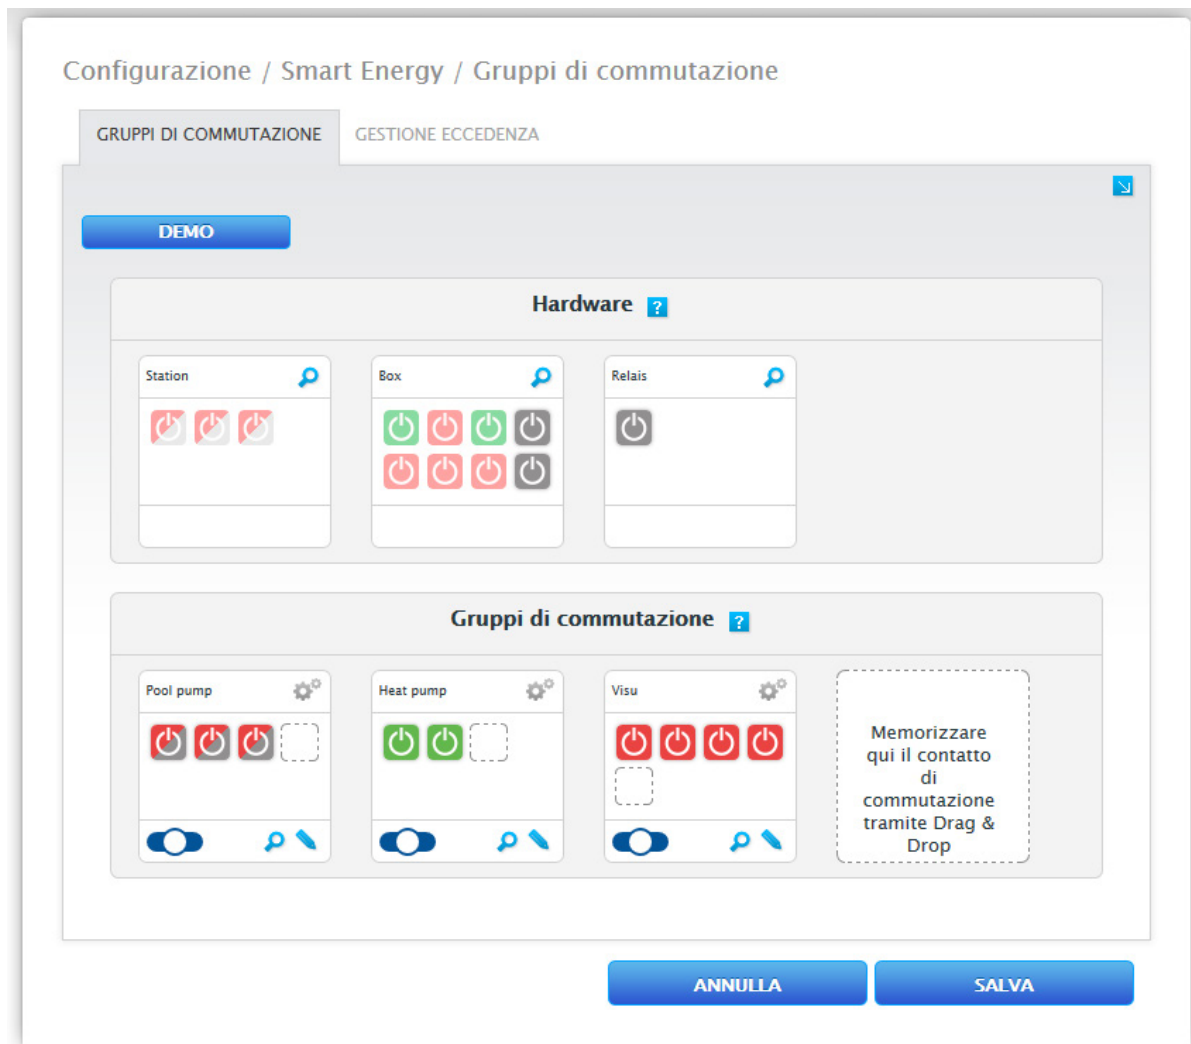 Configurazione / Smart Energy / Gruppi di commutazione
GRUPPI DI COMMUTAZIONE
GESTIONE ECCEDENZA
DEMO
Hardware ?
Station
Box
Relais
Gruppi di commutazione ?
Pool pump
Heat pump
Visu
Memorizzare
qui il contatto
di
commutazione
tramite Drag &
Drop
ANNULLA
SALVA